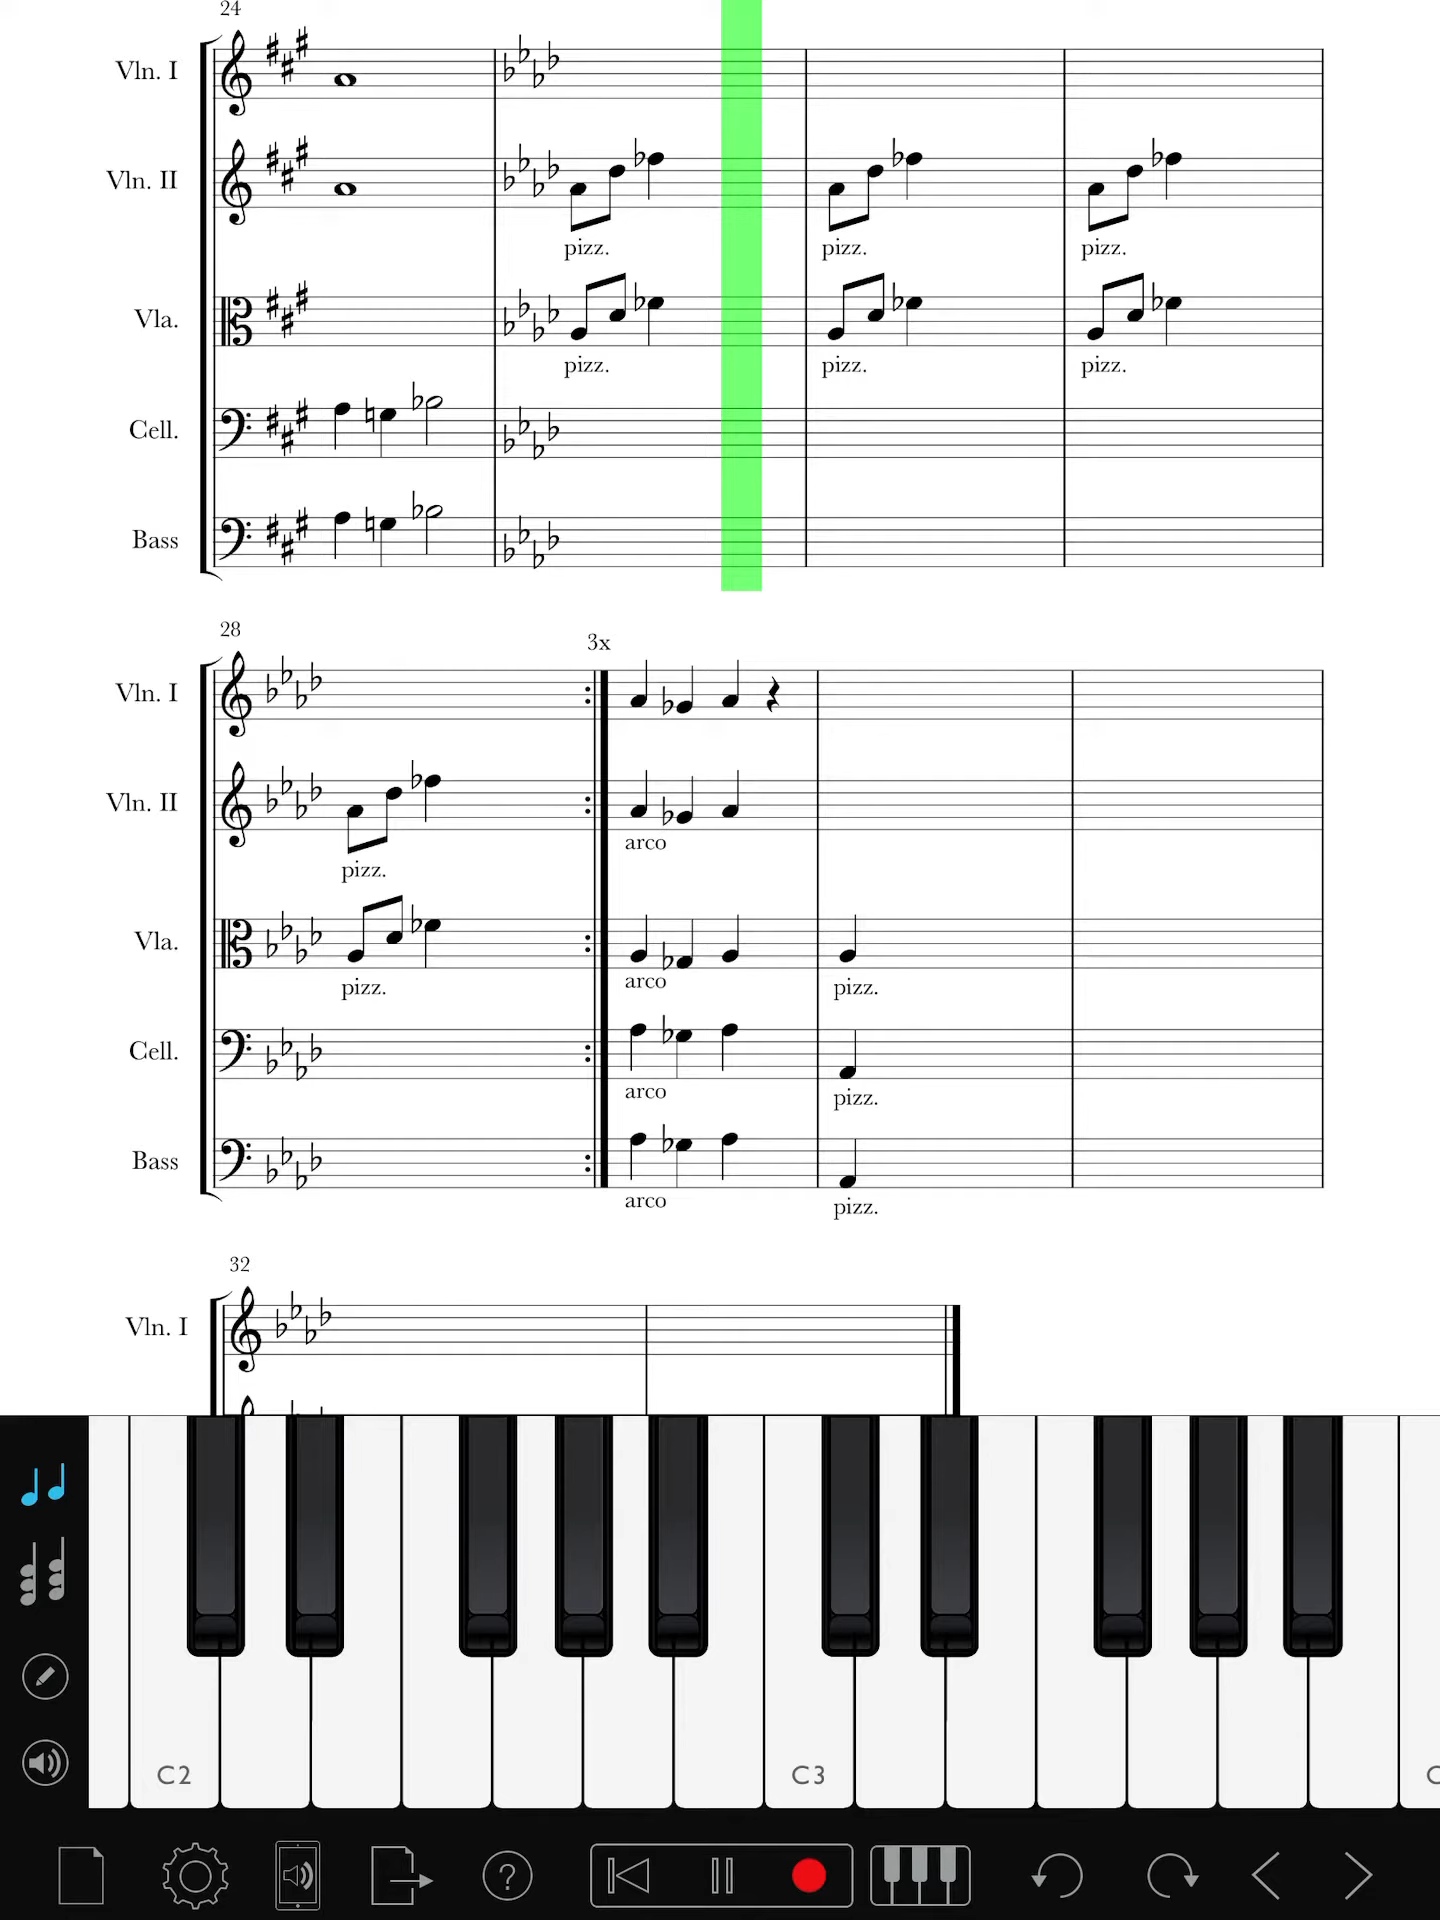 24
Vln. I
Vln. II
pizz. pizz. pizz.
Vla.
pizz. pizz. pizz.
Cell.
Bass
28
3x
Vln. I
Vln. II
arco
pizz.
Vla.
arco
pizz. pizz.
Cell.
arco pizz.
Bass
arco pizz.
32
Vln. I
C2 C3 C
?